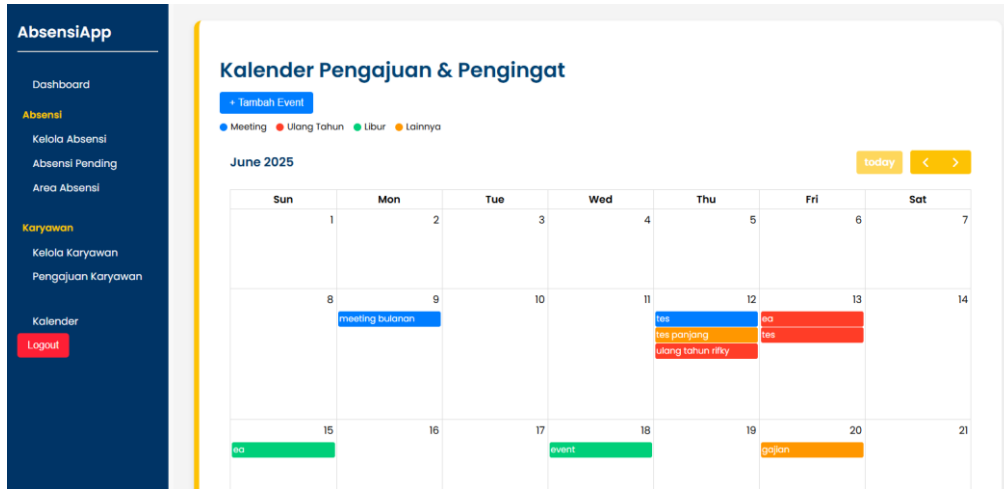 AbsensiApp
Dashboard
Absensi
Kelola Absensi
Absensi Pending
Area Absensi
Karyawan
Kelola Karyawan
Pengajuan Karyawan
Kalender
Logout
Kalender Pengajuan & Pengingat
+ Tambah Event
Meeting Ulang Tahun Libur Lainnya
June 2025 today < >
Sun Mon Tue Wed Thu Fri Sat
1 2 3 4 5 6 7
8 9 10 11 12 13 14
meeting bulanan tes ea
tes panjang tes
ulang tahun rifky
15 16 17 18 19 20 21
ea event gajian